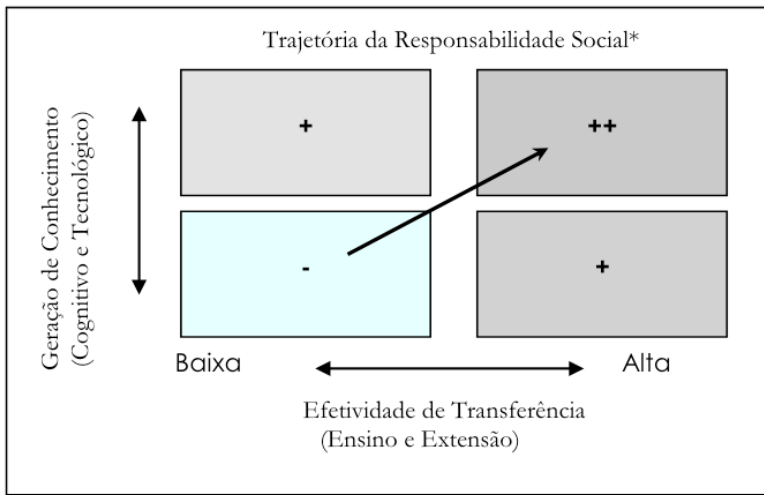 Trajetória da Responsabilidade Social*
Geração de Conhecimento
(Cognitivo e Tecnológico)
+
++
-
+
Baixa
Alta
Efetividade de Transferência
(Ensino e Extensão)